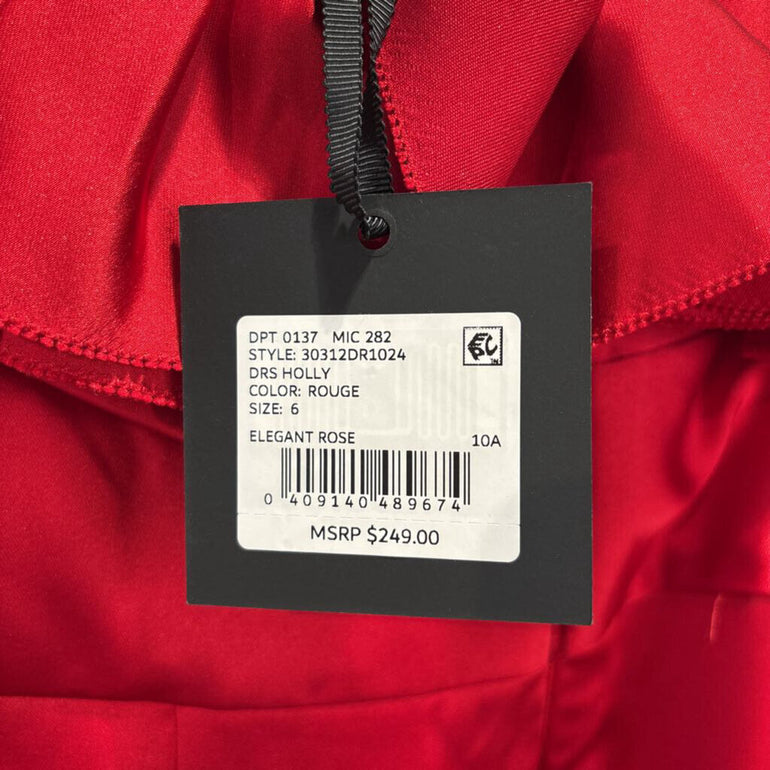 DPT 0137 MIC 282
STYLE: 30312DR1024
DRS HOLLY
COLOR: ROUGE
SIZE: 6
ELEGANT ROSE 10A
0 409140 489674
MSRP $249.00